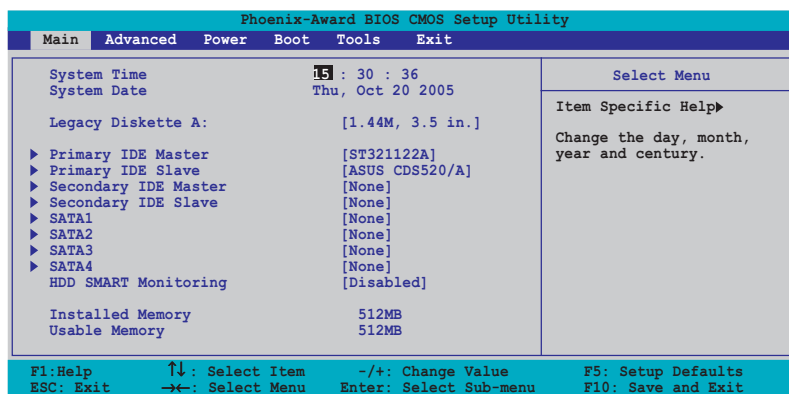 Phoenix-Award BIOS CMOS Setup Utility
Main Advanced Power Boot Tools Exit
System Time 15 : 30 : 36
System Date Thu, Oct 20 2005
Legacy Diskette A: [1.44M, 3.5 in.]
Primary IDE Master [ST321122A]
Primary IDE Slave [ASUS CDS520/A]
Secondary IDE Master [None]
Secondary IDE Slave [None]
SATA1 [None]
SATA2 [None]
SATA3 [None]
SATA4 [None]
HDD SMART Monitoring [Disabled]
Installed Memory 512MB
Usable Memory 512MB
Select Menu
Item Specific Help
Change the day, month,
year and century.
F1:Help ↑↓: Select Item -/+: Change Value F5: Setup Defaults
ESC: Exit →←: Select Menu Enter: Select Sub-menu F10: Save and Exit